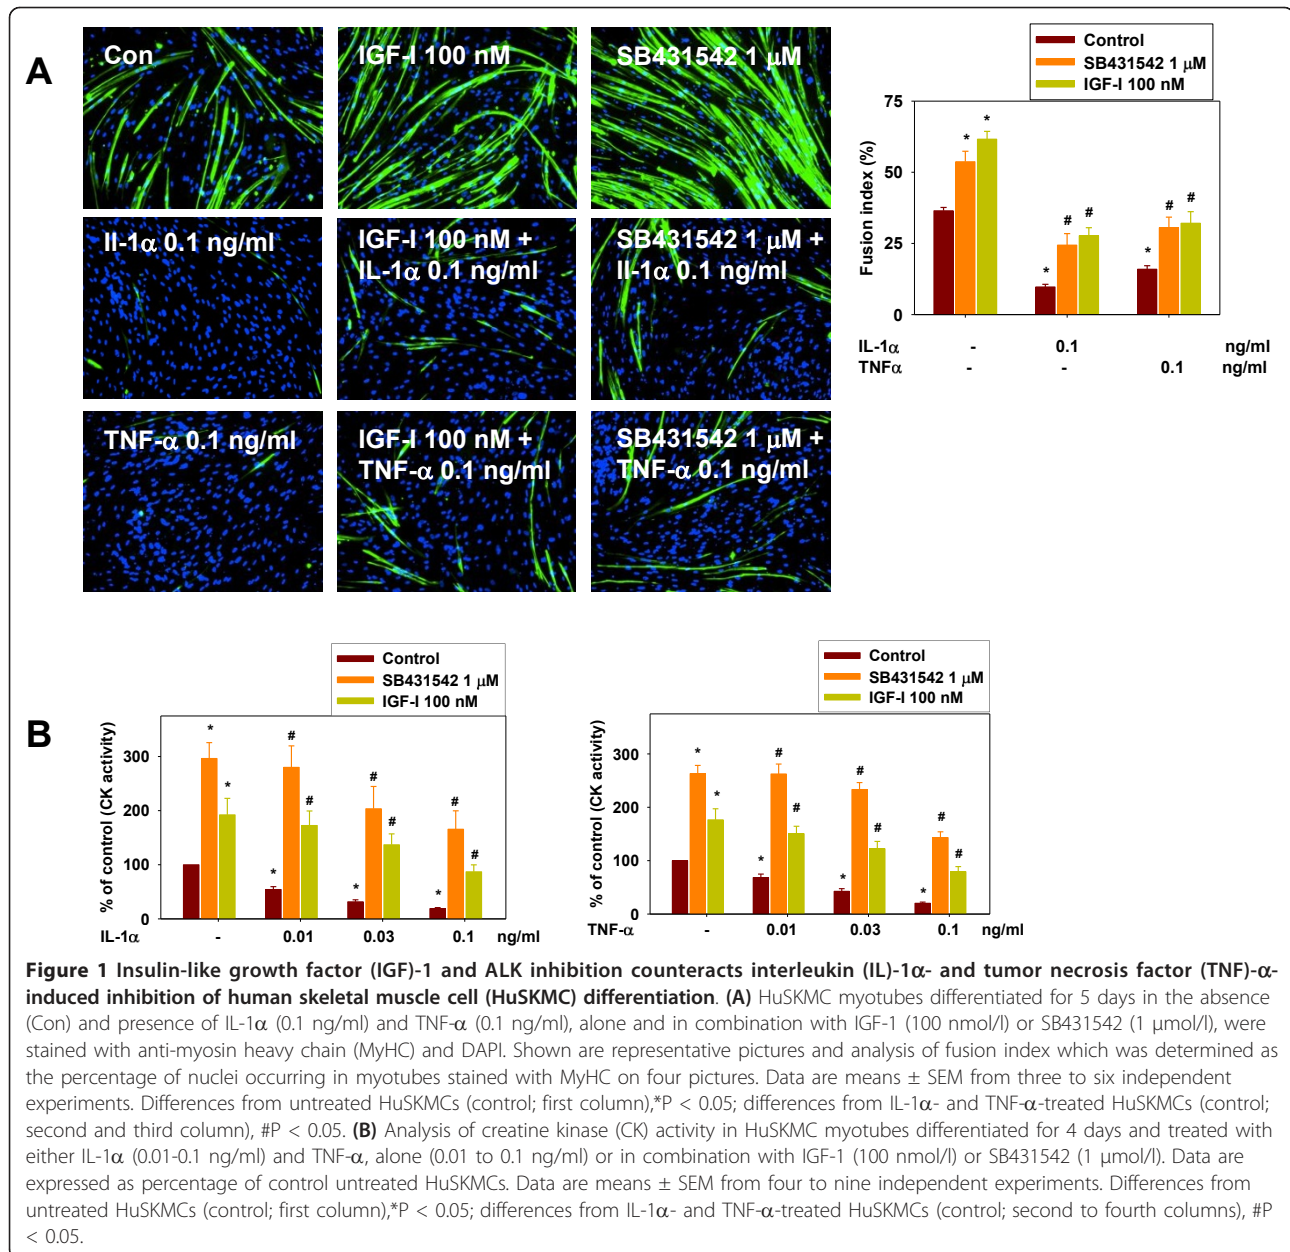 A
Con
IGF-I 100 nM
SB431542 1 μM
Il-1α 0.1 ng/ml
IGF-I 100 nM +
IL-1α 0.1 ng/ml
SB431542 1 μM +
Il-1α 0.1 ng/ml
TNF-α 0.1 ng/ml
IGF-I 100 nM +
TNF-α 0.1 ng/ml
SB431542 1 μM +
TNF-α 0.1 ng/ml
Control
SB431542 1 μM
IGF-I 100 nM
Fusion index (%)
75
50
25
0
* * * # # * # #
IL-1α - 0.1 ng/ml
TNFα - - 0.1 ng/ml
B
Control
SB431542 1 μM
IGF-I 100 nM
% of control (CK activity)
300
200
100
0
* * * # # * # # * # #
IL-1α - 0.01 0.03 0.1 ng/ml
Control
SB431542 1 μM
IGF-I 100 nM
% of control (CK activity)
300
200
100
0
* * * # # * # # * # #
TNF-α - 0.01 0.03 0.1 ng/ml
Figure 1 Insulin-like growth factor (IGF)-1 and ALK inhibition counteracts interleukin (IL)-1α- and tumor necrosis factor (TNF)-α-
induced inhibition of human skeletal muscle cell (HuSKMC) differentiation. (A) HuSKMC myotubes differentiated for 5 days in the absence
(Con) and presence of IL-1α (0.1 ng/ml) and TNF-α (0.1 ng/ml), alone and in combination with IGF-1 (100 nmol/l) or SB431542 (1 μmol/l), were
stained with anti-myosin heavy chain (MyHC) and DAPI. Shown are representative pictures and analysis of fusion index which was determined as
the percentage of nuclei occurring in myotubes stained with MyHC on four pictures. Data are means ± SEM from three to six independent
experiments. Differences from untreated HuSKMCs (control; first column),*P < 0.05; differences from IL-1α- and TNF-α-treated HuSKMCs (control;
second and third column), #P < 0.05. (B) Analysis of creatine kinase (CK) activity in HuSKMC myotubes differentiated for 4 days and treated with
either IL-1α (0.01-0.1 ng/ml) and TNF-α, alone (0.01 to 0.1 ng/ml) or in combination with IGF-1 (100 nmol/l) or SB431542 (1 μmol/l). Data are
expressed as percentage of control untreated HuSKMCs. Data are means ± SEM from four to nine independent experiments. Differences from
untreated HuSKMCs (control; first column),*P < 0.05; differences from IL-1α- and TNF-α-treated HuSKMCs (control; second to fourth columns), #P
< 0.05.